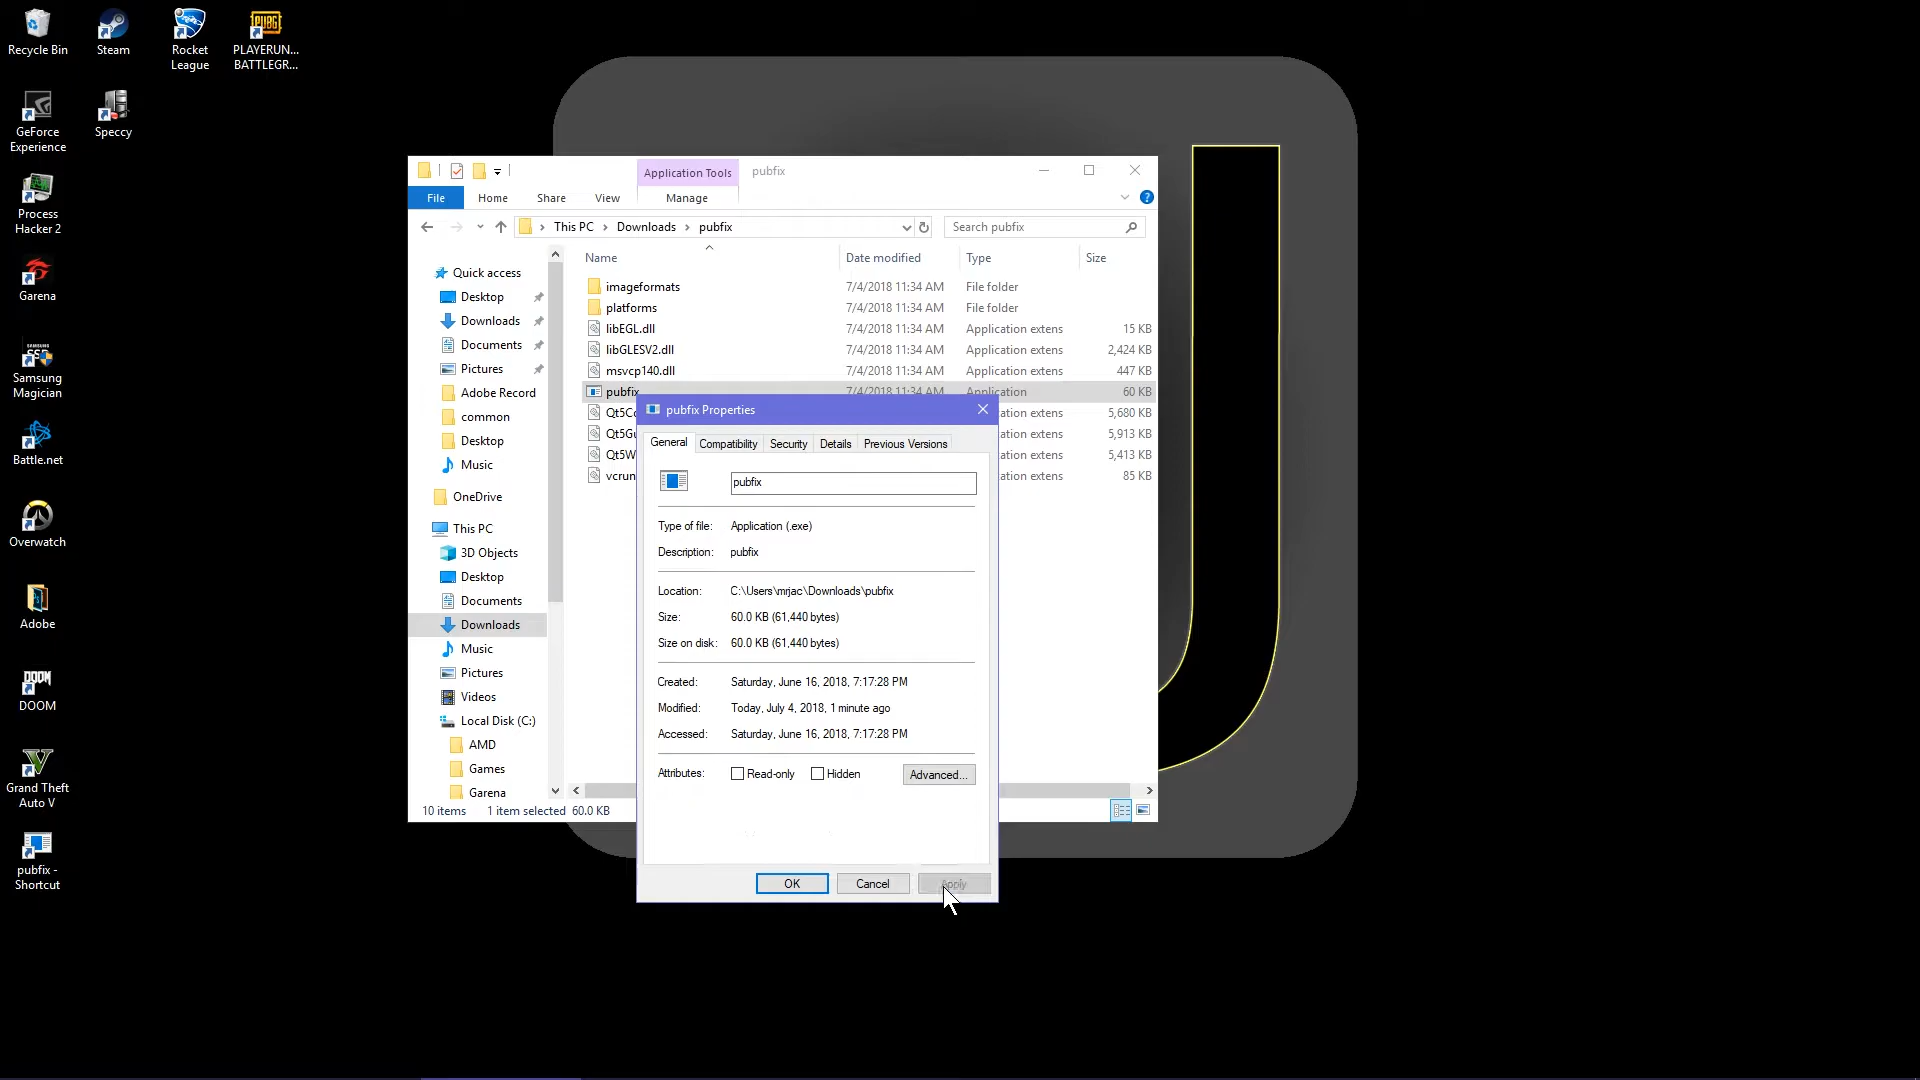 Recycle Bin
Steam
Rocket
League
PUBG
PLAYERUN...
BATTLEGR...
GeForce
Experience
Speccy
Process
Hacker 2
Garena
SAMSUNG
SSD
Samsung
Magician
Battle.net
Overwatch
Adobe
DOOM
DOOM
Grand Theft
Auto V
pubfix -
Shortcut
Application Tools
pubfix
File
Home
Share
View
Manage
This PC
Downloads
pubfix
Search pubfix
Quick access
Desktop
Downloads
Documents
Pictures
Adobe Record
common
Desktop
Music
OneDrive
This PC
3D Objects
Desktop
Documents
Downloads
Music
Pictures
Videos
Local Disk (C:)
AMD
Games
Garena
Name Date modified Type Size
imageformats 7/4/2018 11:34 AM File folder
platforms 7/4/2018 11:34 AM File folder
libEGL.dll 7/4/2018 11:34 AM Application extens 15 KB
libGLESV2.dll 7/4/2018 11:34 AM Application extens 2,424 KB
msvcp140.dll 7/4/2018 11:34 AM Application extens 447 KB
pubfix 7/4/2018 11:34 AM Application 60 KB
Qt5Co ation extens 5,680 KB
Qt5Gu ation extens 5,913 KB
Qt5W ation extens 5,413 KB
vcrun ation extens 85 KB
10 items 1 item selected 60.0 KB
pubfix Properties
General Compatibility Security Details Previous Versions
pubfix
Type of file: Application (.exe)
Description: pubfix
Location: C:\Users\mrjac\Downloads\pubfix
Size: 60.0 KB (61,440 bytes)
Size on disk: 60.0 KB (61,440 bytes)
Created: Saturday, June 16, 2018, 7:17:28 PM
Modified: Today, July 4, 2018, 1 minute ago
Accessed: Saturday, June 16, 2018, 7:17:28 PM
Attributes: Read-only Hidden Advanced...
OK Cancel Apply